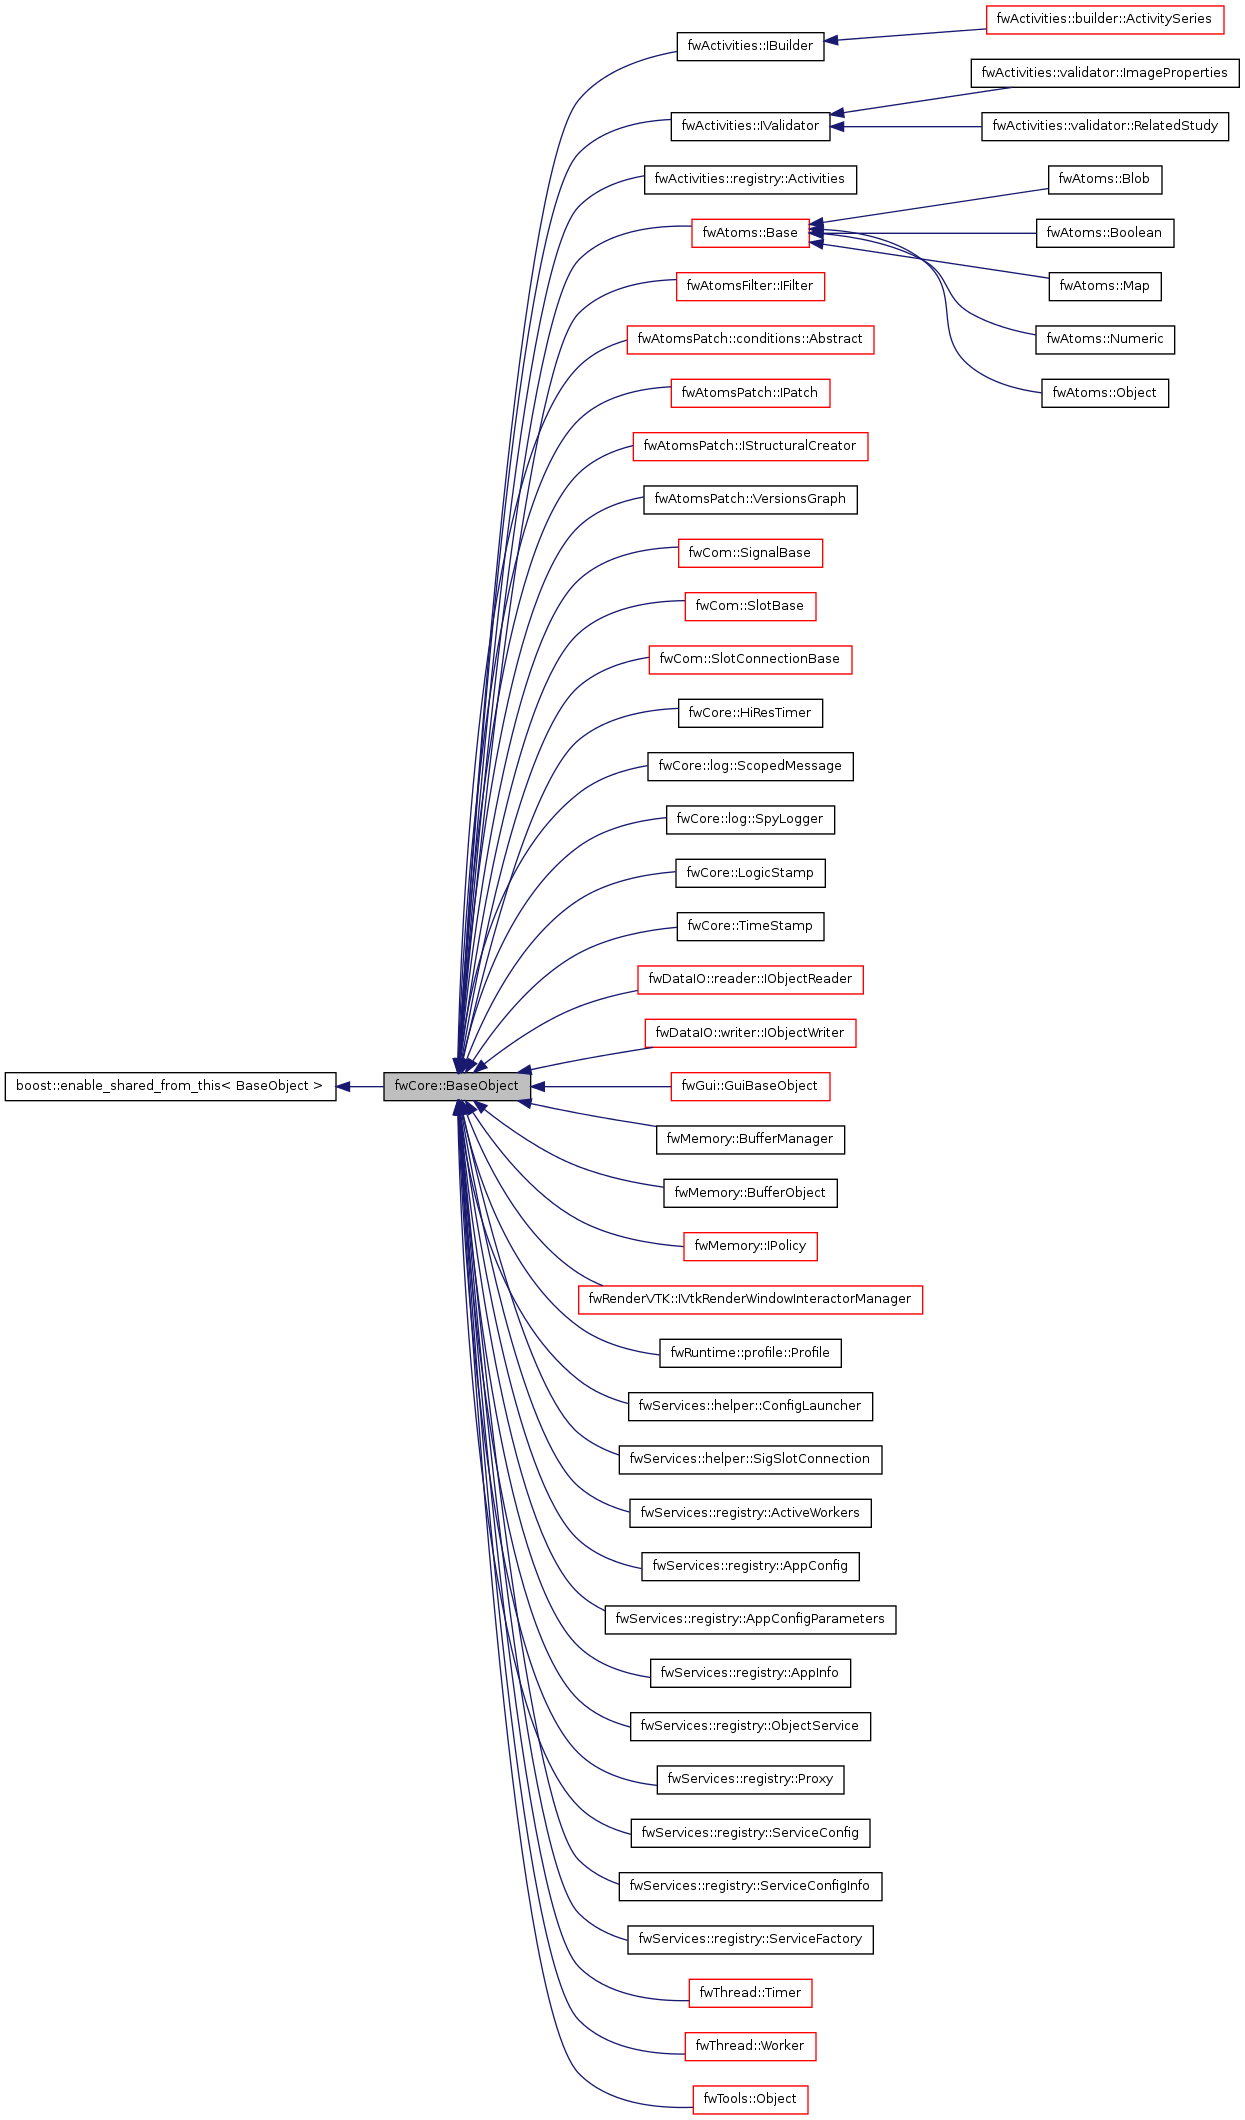 fwActivities::builder::ActivitySeries
fwActivities::IBuilder
fwActivities::validator::ImageProperties
fwActivities::IValidator
fwActivities::validator::RelatedStudy
fwActivities::registry::Activities
fwAtoms::Blob
fwAtoms::Base
fwAtoms::Boolean
fwAtomsFilter::IFilter
fwAtoms::Map
fwAtomsPatch::conditions::Abstract
fwAtoms::Numeric
fwAtomsPatch::IPatch
fwAtoms::Object
fwAtomsPatch::IStructuralCreator
fwAtomsPatch::VersionsGraph
fwCom::SignalBase
fwCom::SlotBase
fwCom::SlotConnectionBase
fwCore::HiResTimer
fwCore::log::ScopedMessage
fwCore::log::SpyLogger
fwCore::LogicStamp
fwCore::TimeStamp
fwDataIO::reader::IObjectReader
fwDataIO::writer::IObjectWriter
boost::enable_shared_from_this< BaseObject >
fwCore::BaseObject
fwGui::GuiBaseObject
fwMemory::BufferManager
fwMemory::BufferObject
fwMemory::IPolicy
fwRenderVTK::IVtkRenderWindowInteractorManager
fwRuntime::profile::Profile
fwServices::helper::ConfigLauncher
fwServices::helper::SigSlotConnection
fwServices::registry::ActiveWorkers
fwServices::registry::AppConfig
fwServices::registry::AppConfigParameters
fwServices::registry::AppInfo
fwServices::registry::ObjectService
fwServices::registry::Proxy
fwServices::registry::ServiceConfig
fwServices::registry::ServiceConfigInfo
fwServices::registry::ServiceFactory
fwThread::Timer
fwThread::Worker
fwTools::Object